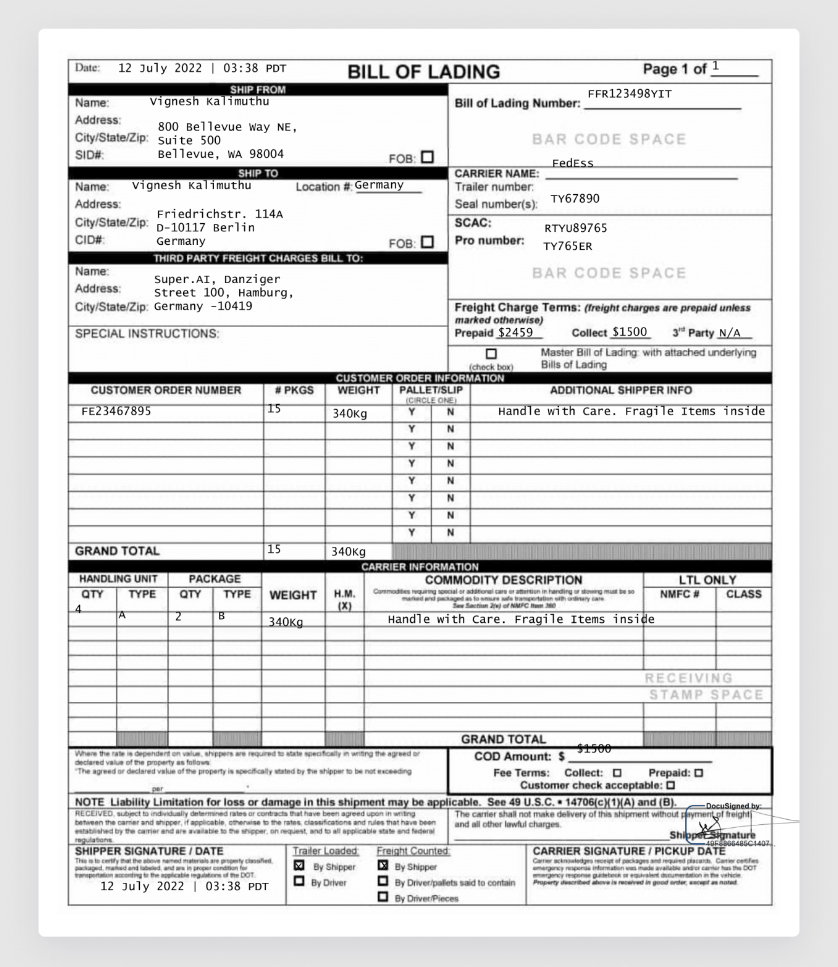 Date: 12 July 2022 | 03:38 PDT BILL OF LADING Page 1 of 1
SHIP FROM
Name: Vignesh Kalimuthu
Address: 800 Bellevue Way NE,
City/State/Zip: Suite 500
SID#: Bellevue, WA 98004 FOB:
Bill of Lading Number: FFR123498YIT
BAR CODE SPACE
SHIP TO
Name: Vignesh Kalimuthu Location #: Germany
Address: Friedrichstr. 114A
City/State/Zip: D-10117 Berlin
CID#: Germany FOB:
CARRIER NAME: FedEss
Trailer number:
Seal number(s): TY67890
SCAC: RTYU89765
Pro number: TY765ER
BAR CODE SPACE
THIRD PARTY FREIGHT CHARGES BILL TO:
Name: Super.AI, Danziger
Address: Street 100, Hamburg,
City/State/Zip: Germany -10419
SPECIAL INSTRUCTIONS:
Freight Charge Terms: (freight charges are prepaid unless
marked otherwise)
Prepaid $2459 Collect $1500 3rd Party N/A
(check box)
Master Bill of Lading: with attached underlying
Bills of Lading
CUSTOMER ORDER INFORMATION
CUSTOMER ORDER NUMBER # PKGS WEIGHT PALLET/SLIP ADDITIONAL SHIPPER INFO
(CIRCLE ONE)
FE23467895 15 340Kg Y N Handle with Care. Fragile Items inside
Y N
Y N
Y N
Y N
Y N
Y N
Y N
GRAND TOTAL 15 340Kg
CARRIER INFORMATION
HANDLING UNIT PACKAGE COMMODITY DESCRIPTION LTL ONLY
QTY TYPE QTY TYPE WEIGHT H.M. (X) NMFC # CLASS
Commodities requiring special or additional care or attention in handling or stowing must be so
marked and packaged as to ensure safe transportation with ordinary care.
See Section 2(e) of NMFC Item 360
4 A 2 B 340Kg Handle with Care. Fragile Items inside
RECEIVING
STAMP SPACE
GRAND TOTAL
Where the rate is dependent on value, shippers are required to state specifically in writing the agreed or
declared value of the property as follows:
"The agreed or declared value of the property is specifically stated by the shipper to be not exceeding
per ."
COD Amount: $ $1500
Fee Terms: Collect: Prepaid:
Customer check acceptable:
NOTE Liability Limitation for loss or damage in this shipment may be applicable. See 49 U.S.C. • 14706(c)(1)(A) and (B).
RECEIVED, subject to individually determined rates or contracts that have been agreed upon in writing
between the carrier and shipper, if applicable, otherwise to the rates, classifications and rules that have been
established by the carrier and are available to the shipper, on request, and to all applicable state and federal
regulations.
The carrier shall not make delivery of this shipment without payment of freight
and all other lawful charges.
DocuSigned by:
Shipper Signature
SHIPPER SIGNATURE / DATE
This is to certify that the above named materials are properly classified,
packaged, marked and labeled, and are in proper condition for
transportation according to the applicable regulations of the DOT.
12 July 2022 | 03:38 PDT
Trailer Loaded:
By Shipper
By Driver
Freight Counted:
By Shipper
By Driver/pallets said to contain
By Driver/Pieces
CARRIER SIGNATURE / PICKUP DATE
Carrier acknowledges receipt of packages and required placards. Carrier certifies
emergency response information was made available and/or carrier has the DOT
emergency response guidebook or equivalent documentation in the vehicle.
Property described above is received in good order, except as noted.